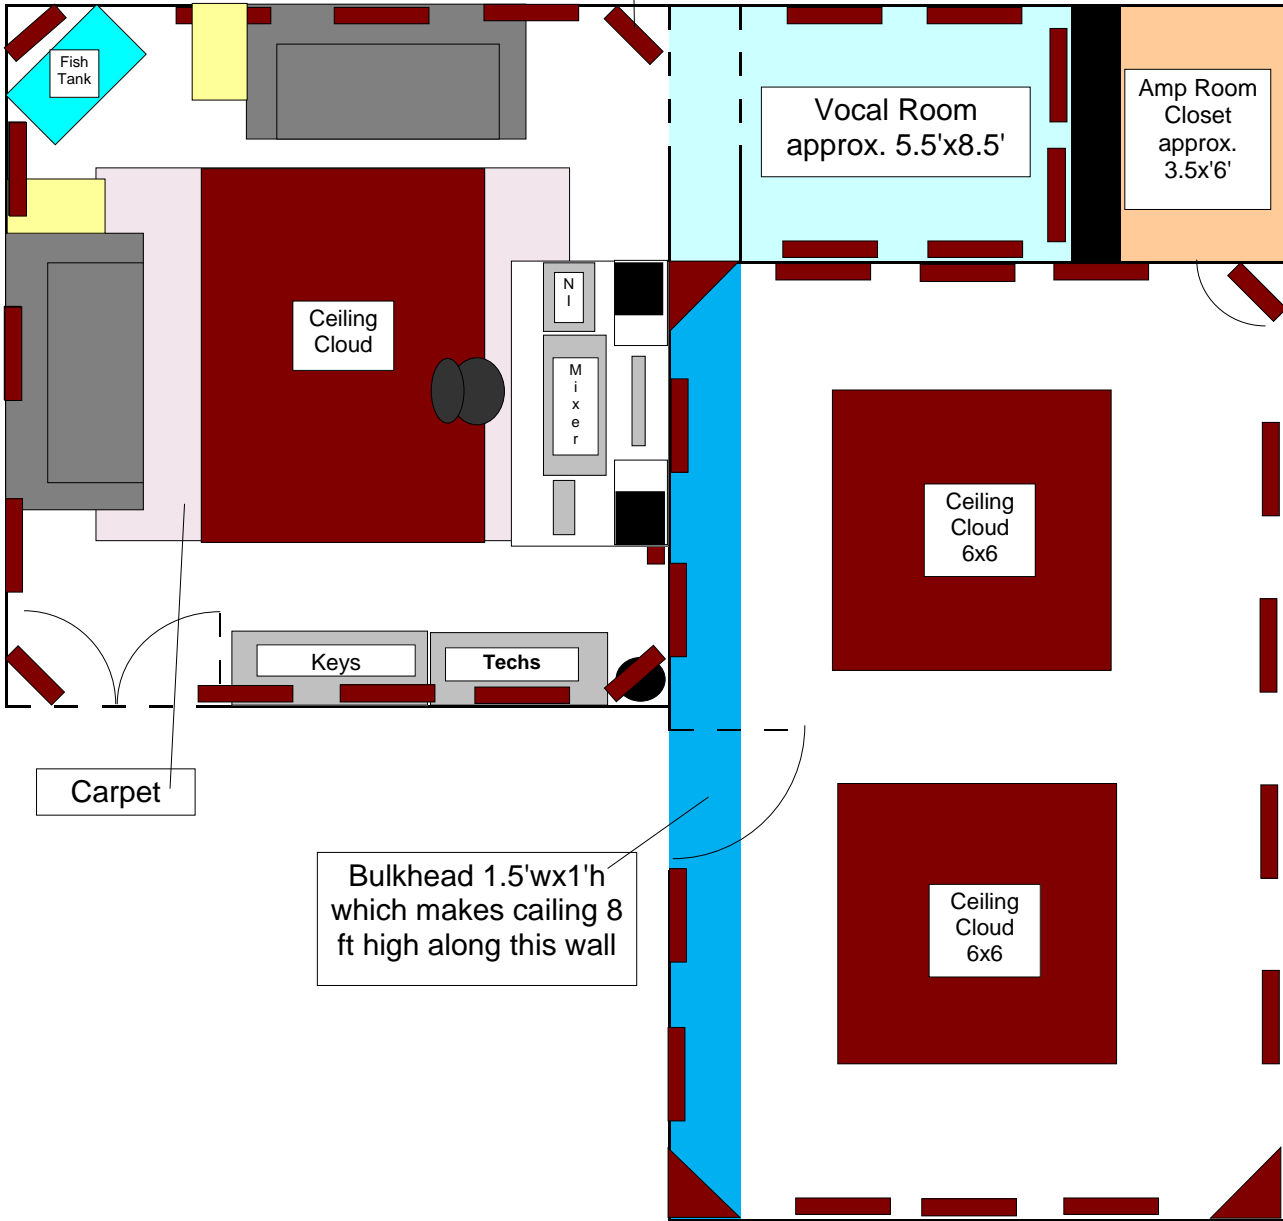 Fish
Tank
Vocal Room
approx. 5.5'x8.5'
Amp Room
Closet
approx.
3.5x'6'
Ceiling
Cloud
N
I
M
i
x
e
r
Ceiling
Cloud
6x6
Keys
Techs
Carpet
Bulkhead 1.5'wx1'h
which makes cailing 8
ft high along this wall
Ceiling
Cloud
6x6